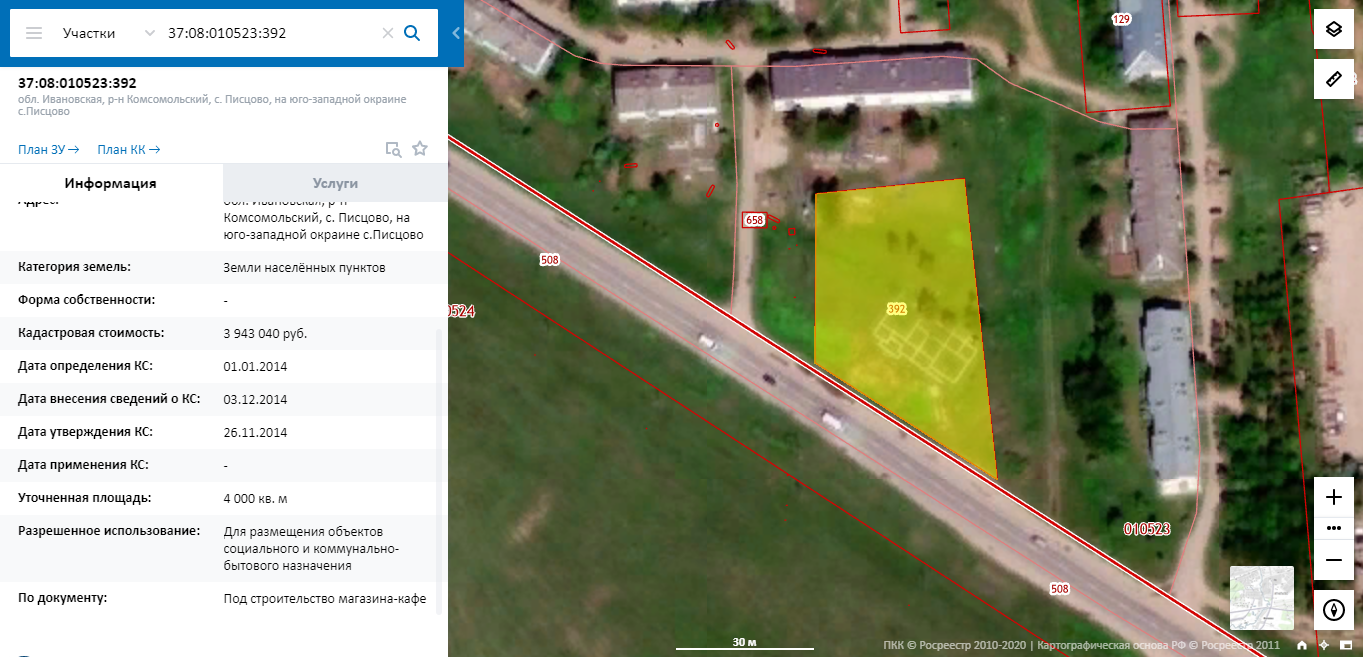 Участки
37:08:010523:392
37:08:010523:392
обл. Ивановская, р-н Комсомольский, с. Писцово, на юго-западной окраине
с.Писцово
План ЗУ→
План КК→
Информация
Услуги
Адрес:
обл. Ивановская, р-н
Комсомольский, с. Писцово, на
юго-западной окраине с.Писцово
Категория земель:
Земли населённых пунктов
Форма собственности:
-
Кадастровая стоимость:
3 943 040 руб.
Дата определения КС:
01.01.2014
Дата внесения сведений о КС:
03.12.2014
Дата утверждения КС:
26.11.2014
Дата применения КС:
-
Уточненная площадь:
4 000 кв. м
Разрешенное использование:
Для размещения объектов
социального и коммунально-
бытового назначения
По документу:
Под строительство магазина-кафе
129
658
508
0524
392
010523
508
30 м
ПКК © Росреестр 2010-2020 | Картографическая основа РФ © Росреестр 2011